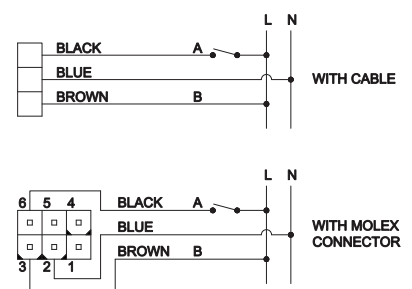 L N
BLACK A
BLUE
WITH CABLE
BROWN B
L N
6 5 4
BLACK A
BLUE
WITH MOLEX
CONNECTOR
BROWN B
3 2 1